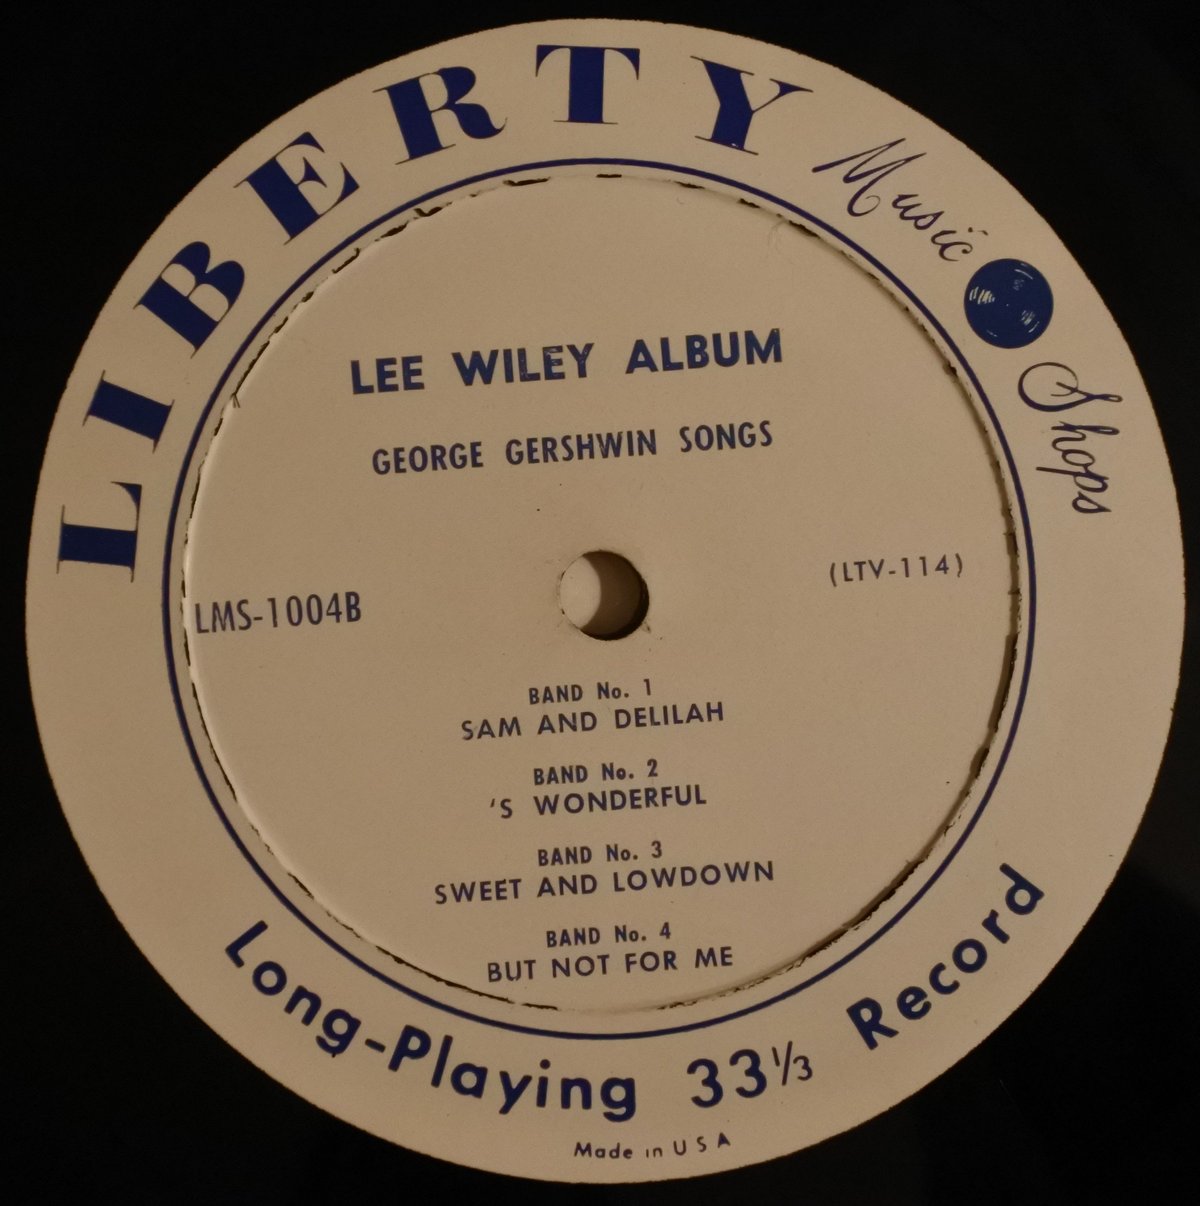 LIBERTY Music Shops
LEE WILEY ALBUM
GEORGE GERSHWIN SONGS
LMS-1004B
(LTV-114)
BAND No. 1
SAM AND DELILAH
BAND No. 2
'S WONDERFUL
BAND No. 3
SWEET AND LOWDOWN
BAND No. 4
BUT NOT FOR ME
Long-Playing 33⅓ Record
Made in USA